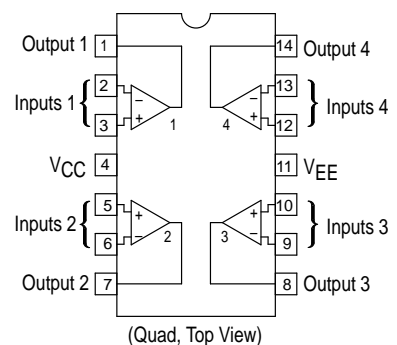 Output 1 1 14 Output 4
Inputs 1 { 2 − − 13 } Inputs 4
3 + 1 4 + 12
VCC 4 11 VEE
Inputs 2 { 5 + + 10 } Inputs 3
6 − 2 3 − 9
Output 2 7 8 Output 3
(Quad, Top View)